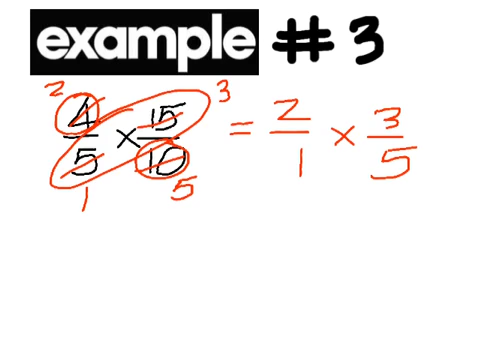 example # 3
2 4/5 × 15/10 3 = 2/1 × 3/5
1 5